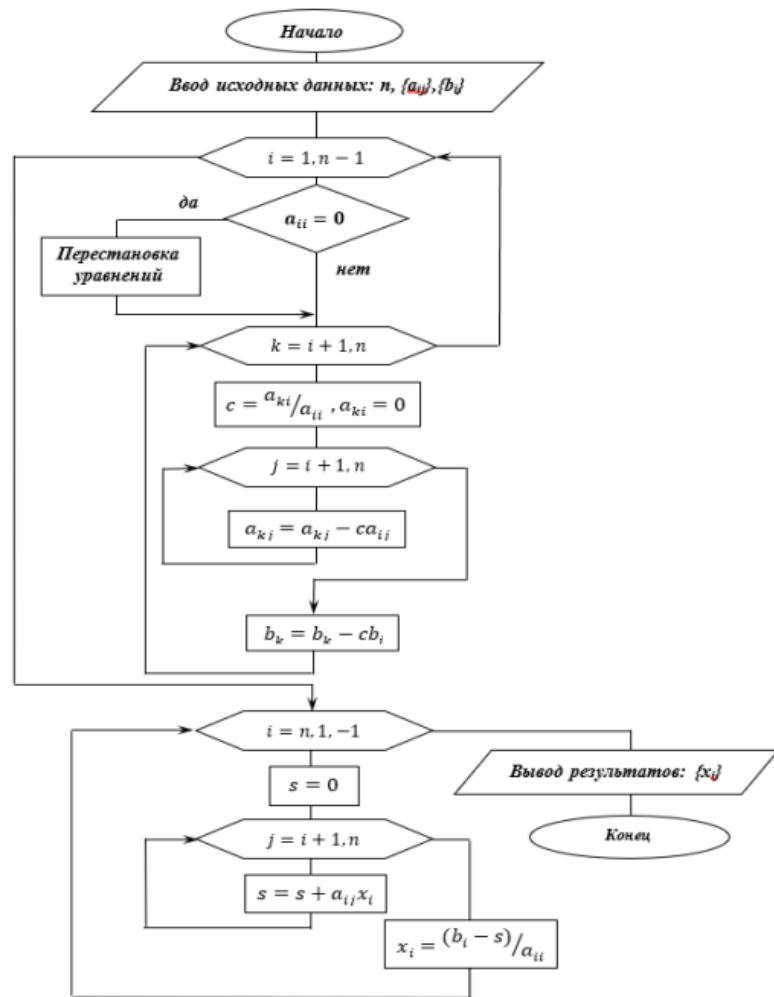 Начало
Ввод исходных данных: n, {aij},{bi}
i = 1, n − 1
да
aii = 0
Перестановка
уравнений
нет
k = i + 1, n
c = aki/aii , aki = 0
j = i + 1, n
akj = akj − caij
bk = bk − cbi
i = n, 1, −1
Вывод результатов: {xi}
s = 0
Конец
j = i + 1, n
s = s + aijxi
xi = (bi − s)/aii